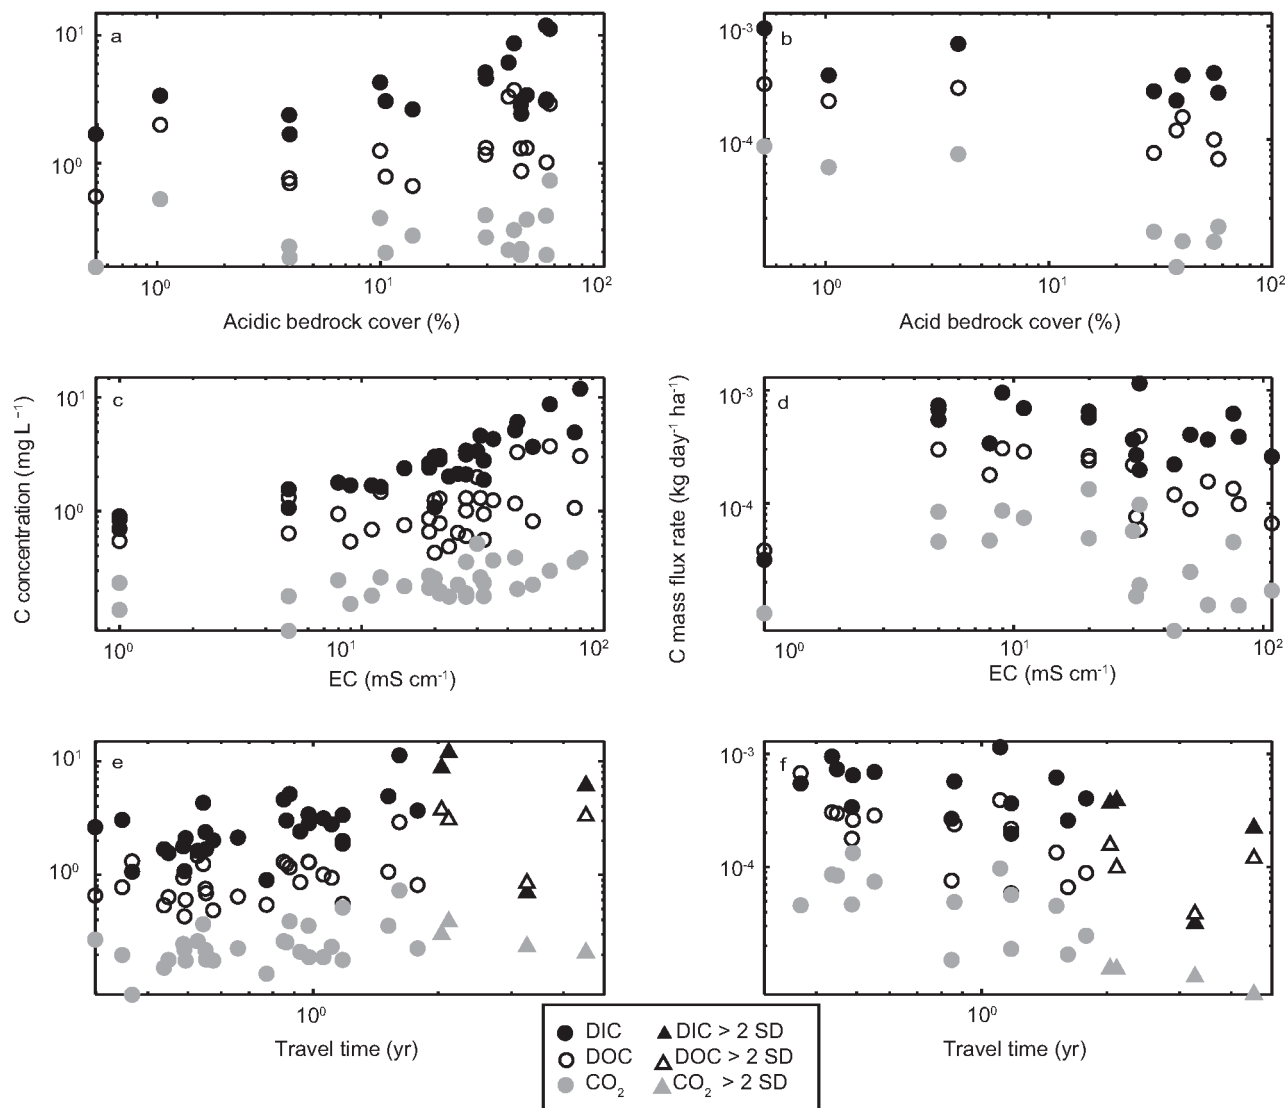 10¹
10⁰
a
10⁰ 10¹ 10²
Acidic bedrock cover (%)
10⁻³
10⁻⁴
b
10⁰ 10¹ 10²
Acid bedrock cover (%)
C concentration (mg L⁻¹)
10¹
10⁰
c
10⁰ 10¹ 10²
EC (mS cm⁻¹)
C mass flux rate (kg day⁻¹ ha⁻¹)
10⁻³
10⁻⁴
d
10⁰ 10¹ 10²
EC (mS cm⁻¹)
10¹
10⁰
e
10⁰
Travel time (yr)
10⁻³
10⁻⁴
f
10⁰
Travel time (yr)
DIC DIC > 2 SD
DOC DOC > 2 SD
CO₂ CO₂ > 2 SD